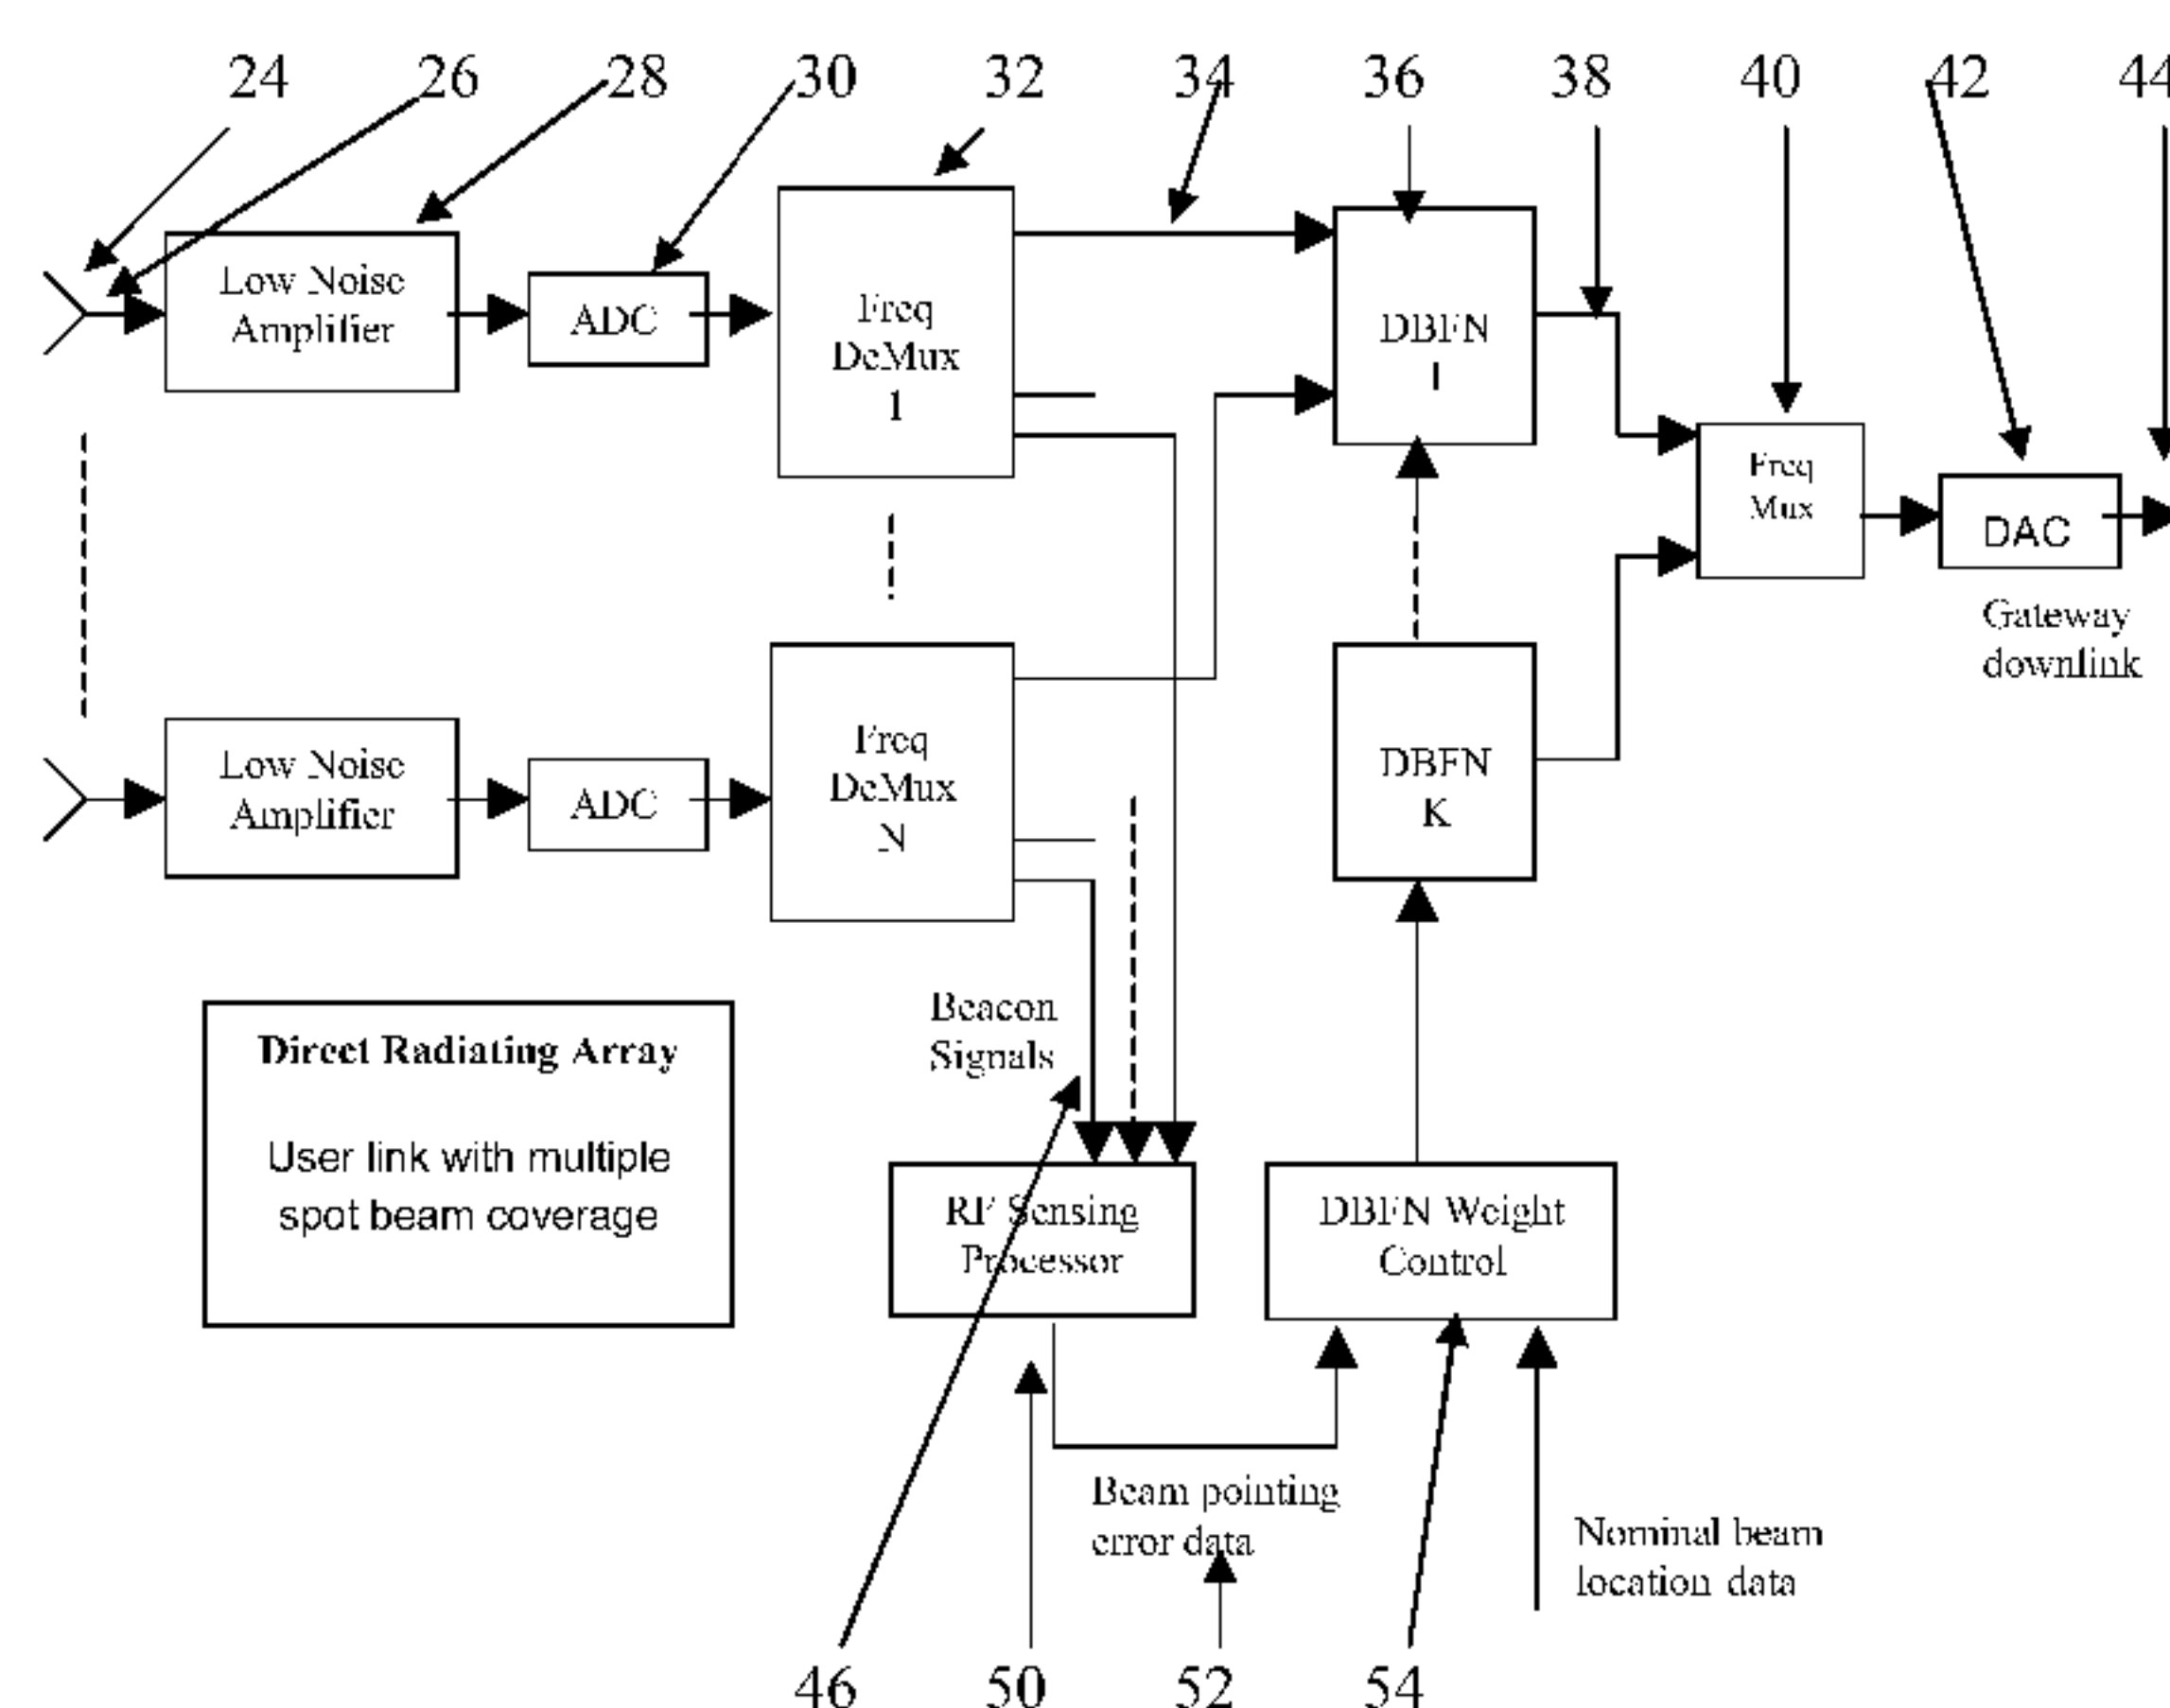 24 26 28 30 32 34 36 38 40 42 44
Low Noise
Amplifier
ADC
Freq
DeMux
1
DBFN
1
Freq
Mux
DAC
Gateway
downlink
Low Noise
Amplifier
ADC
Freq
DeMux
N
DBFN
K
Beacon
Signals
Direct Radiating Array
User link with multiple
spot beam coverage
RF Sensing
Processor
DBFN Weight
Control
Beam pointing
error data
Nominal beam
location data
46 50 52 54